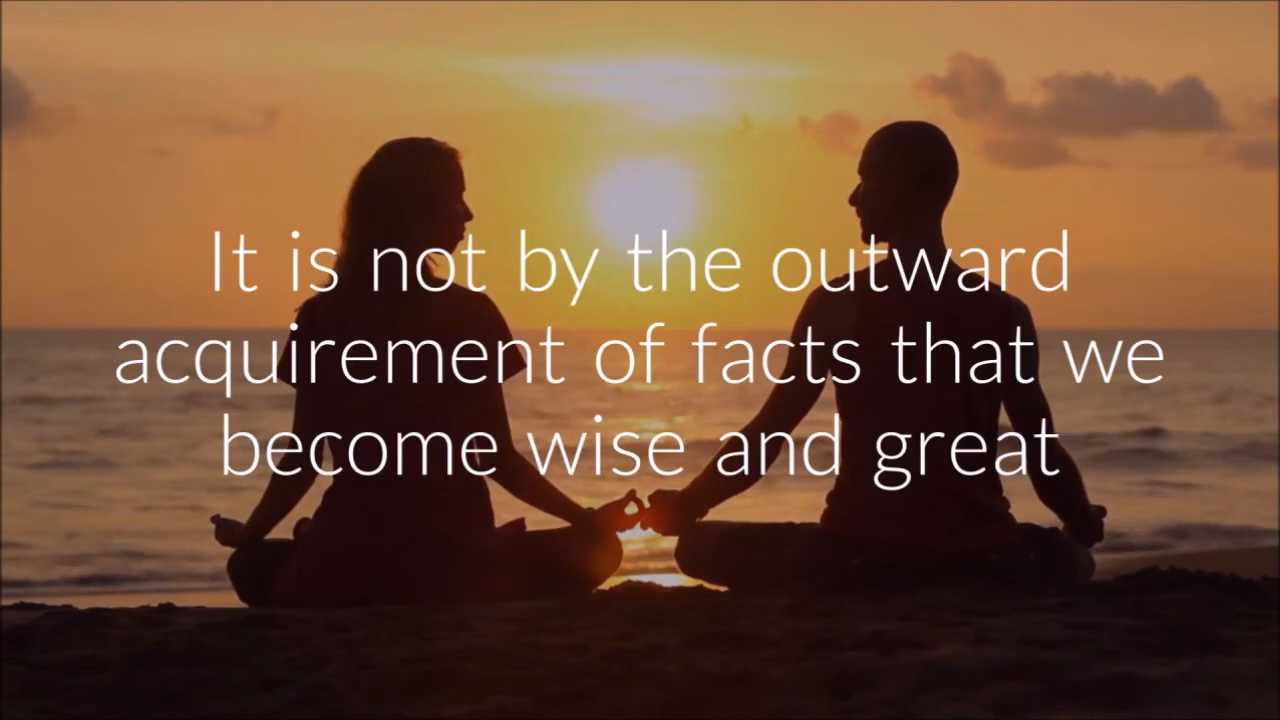 It is not by the outward
acquirement of facts that we
become wise and great